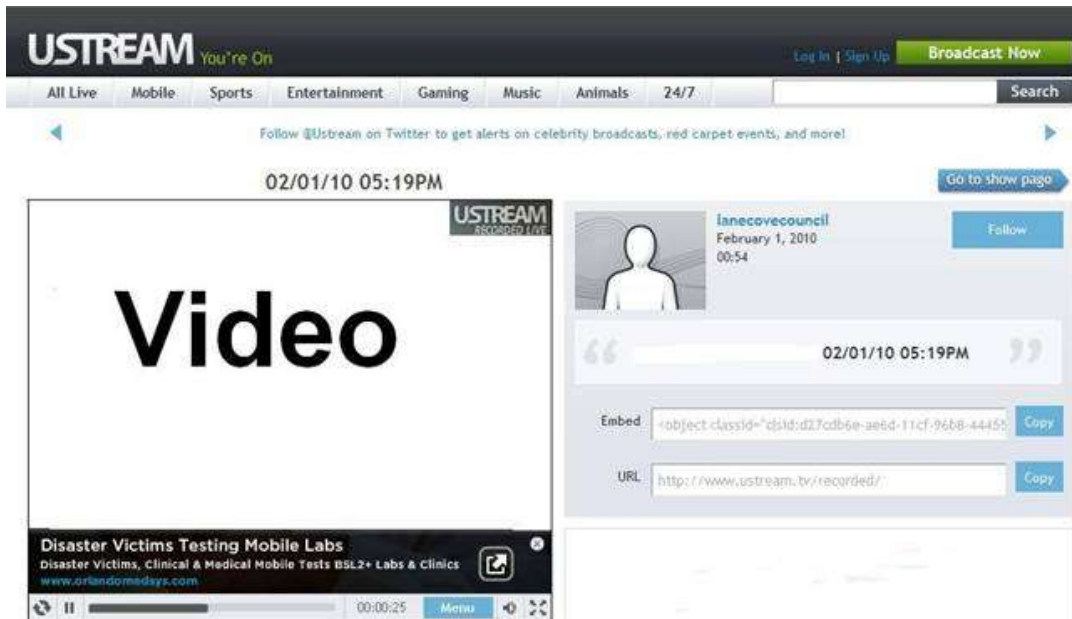 USTREAM You're On
Log In | Sign Up Broadcast Now
All Live Mobile Sports Entertainment Gaming Music Animals 24/7 Search
Follow @Ustream on Twitter to get alerts on celebrity broadcasts, red carpet events, and more!
02/01/10 05:19PM
Go to show page
USTREAM
RECORDED LIVE
Video
Disaster Victims Testing Mobile Labs
Disaster Victims, Clinical & Medical Mobile Tests BSL2+ Labs & Clinics
www.orlandomedsys.com
00:00:25 Menu
lanecovecouncil
February 1, 2010
00:54
Follow
“ 02/01/10 05:19PM ”
Embed <object classid="clsid:d27cdb6e-ae6d-11cf-96b8-44455 Copy
URL http://www.ustream.tv/recorded/ Copy